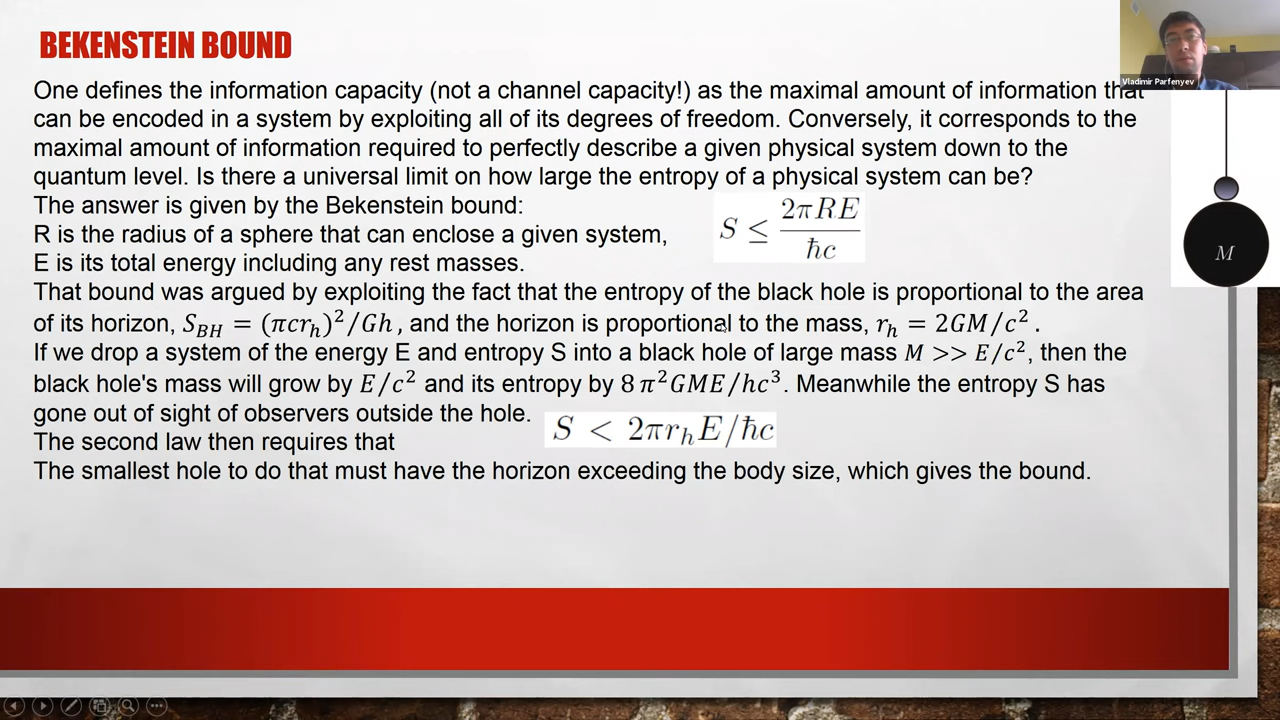 BEKENSTEIN BOUND
Vladimir Parfenyev
One defines the information capacity (not a channel capacity!) as the maximal amount of information that
can be encoded in a system by exploiting all of its degrees of freedom. Conversely, it corresponds to the
maximal amount of information required to perfectly describe a given physical system down to the
quantum level. Is there a universal limit on how large the entropy of a physical system can be?
The answer is given by the Bekenstein bound:
S ≤ 2πRE/ħc
R is the radius of a sphere that can enclose a given system,
E is its total energy including any rest masses.
M
That bound was argued by exploiting the fact that the entropy of the black hole is proportional to the area
of its horizon, S_BH = (πcr_h)²/Gh, and the horizon is proportional to the mass, r_h = 2GM/c².
If we drop a system of the energy E and entropy S into a black hole of large mass M >> E/c², then the
black hole's mass will grow by E/c² and its entropy by 8π²GME/hc³. Meanwhile the entropy S has
gone out of sight of observers outside the hole.
The second law then requires that S < 2πr_hE/ħc
The smallest hole to do that must have the horizon exceeding the body size, which gives the bound.